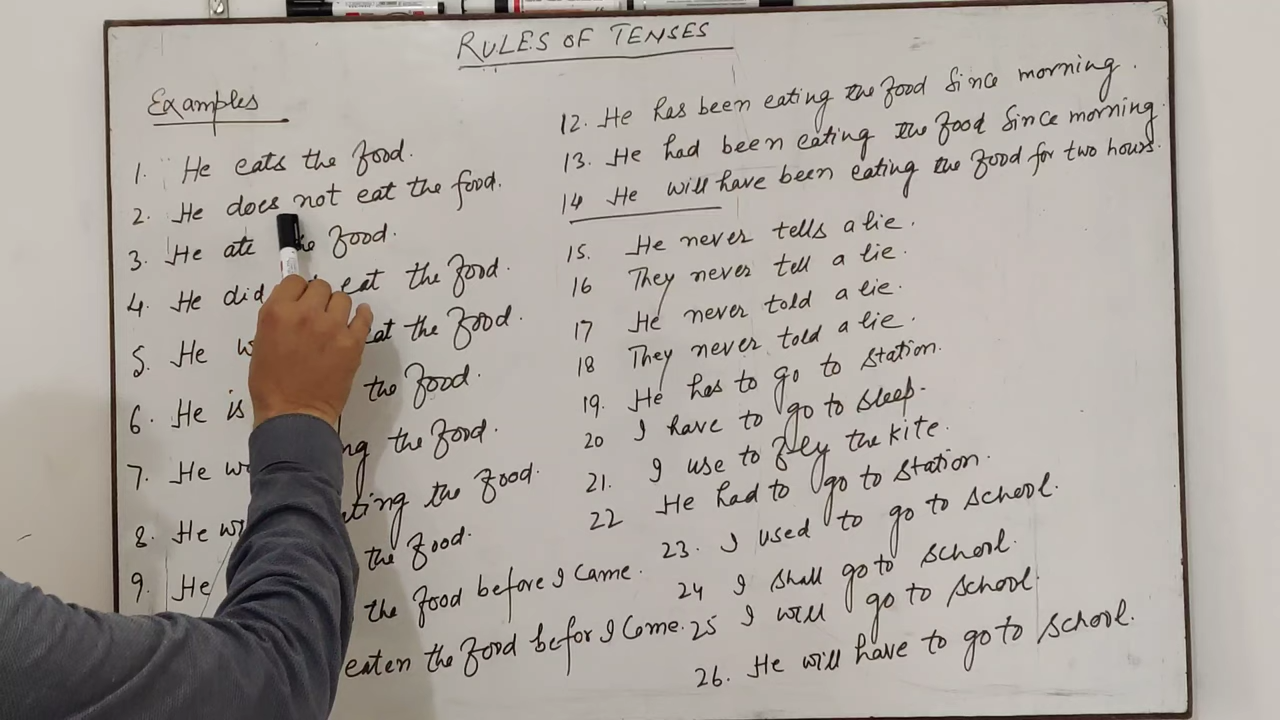 RULES OF TENSES
Examples
1. He eats the food.
2. He does not eat the food.
3. He ate food.
4. He did eat the food.
5. He eat the food.
6. He is the food.
7. He the food.
8. He the food.
9. He the food.
the food before I came.
eaten the food befor I come.
12. He has been eating the food Since morning.
13. He had been eating the food Since morning.
14 He will have been eating the food for two hours.
15. He never tells a lie.
16 They never tell a lie.
17 He never told a lie.
18 They never told a lie.
19. He has to go to station.
20 I have to go to sleep.
21. I use to fly the kite.
22 He had to go to station.
23. I used to go to school.
24 I shall go to school.
25 I will go to school.
26. He will have to go to school.